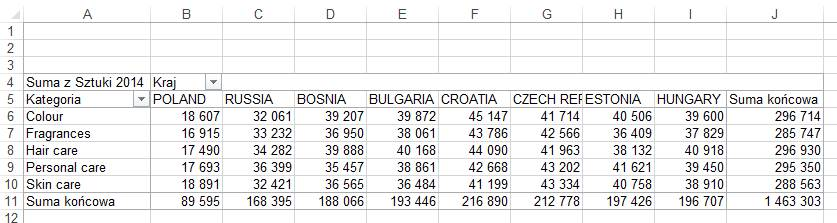 A B C D E F G H I J
1
2
3
4 Suma z Sztuki 2014 Kraj
5 Kategoria POLAND RUSSIA BOSNIA BULGARIA CROATIA CZECH REP ESTONIA HUNGARY Suma końcowa
6 Colour 18 607 32 061 39 207 39 872 45 147 41 714 40 506 39 600 296 714
7 Fragrances 16 915 33 232 36 950 38 061 43 786 42 566 36 409 37 829 285 747
8 Hair care 17 490 34 282 39 888 40 168 44 090 41 963 38 132 40 918 296 930
9 Personal care 17 693 36 399 35 457 38 861 42 668 43 202 41 621 39 450 295 350
10 Skin care 18 891 32 421 36 565 36 484 41 199 43 334 40 758 38 910 288 563
11 Suma końcowa 89 595 168 395 188 066 193 446 216 890 212 778 197 426 196 707 1 463 303
12